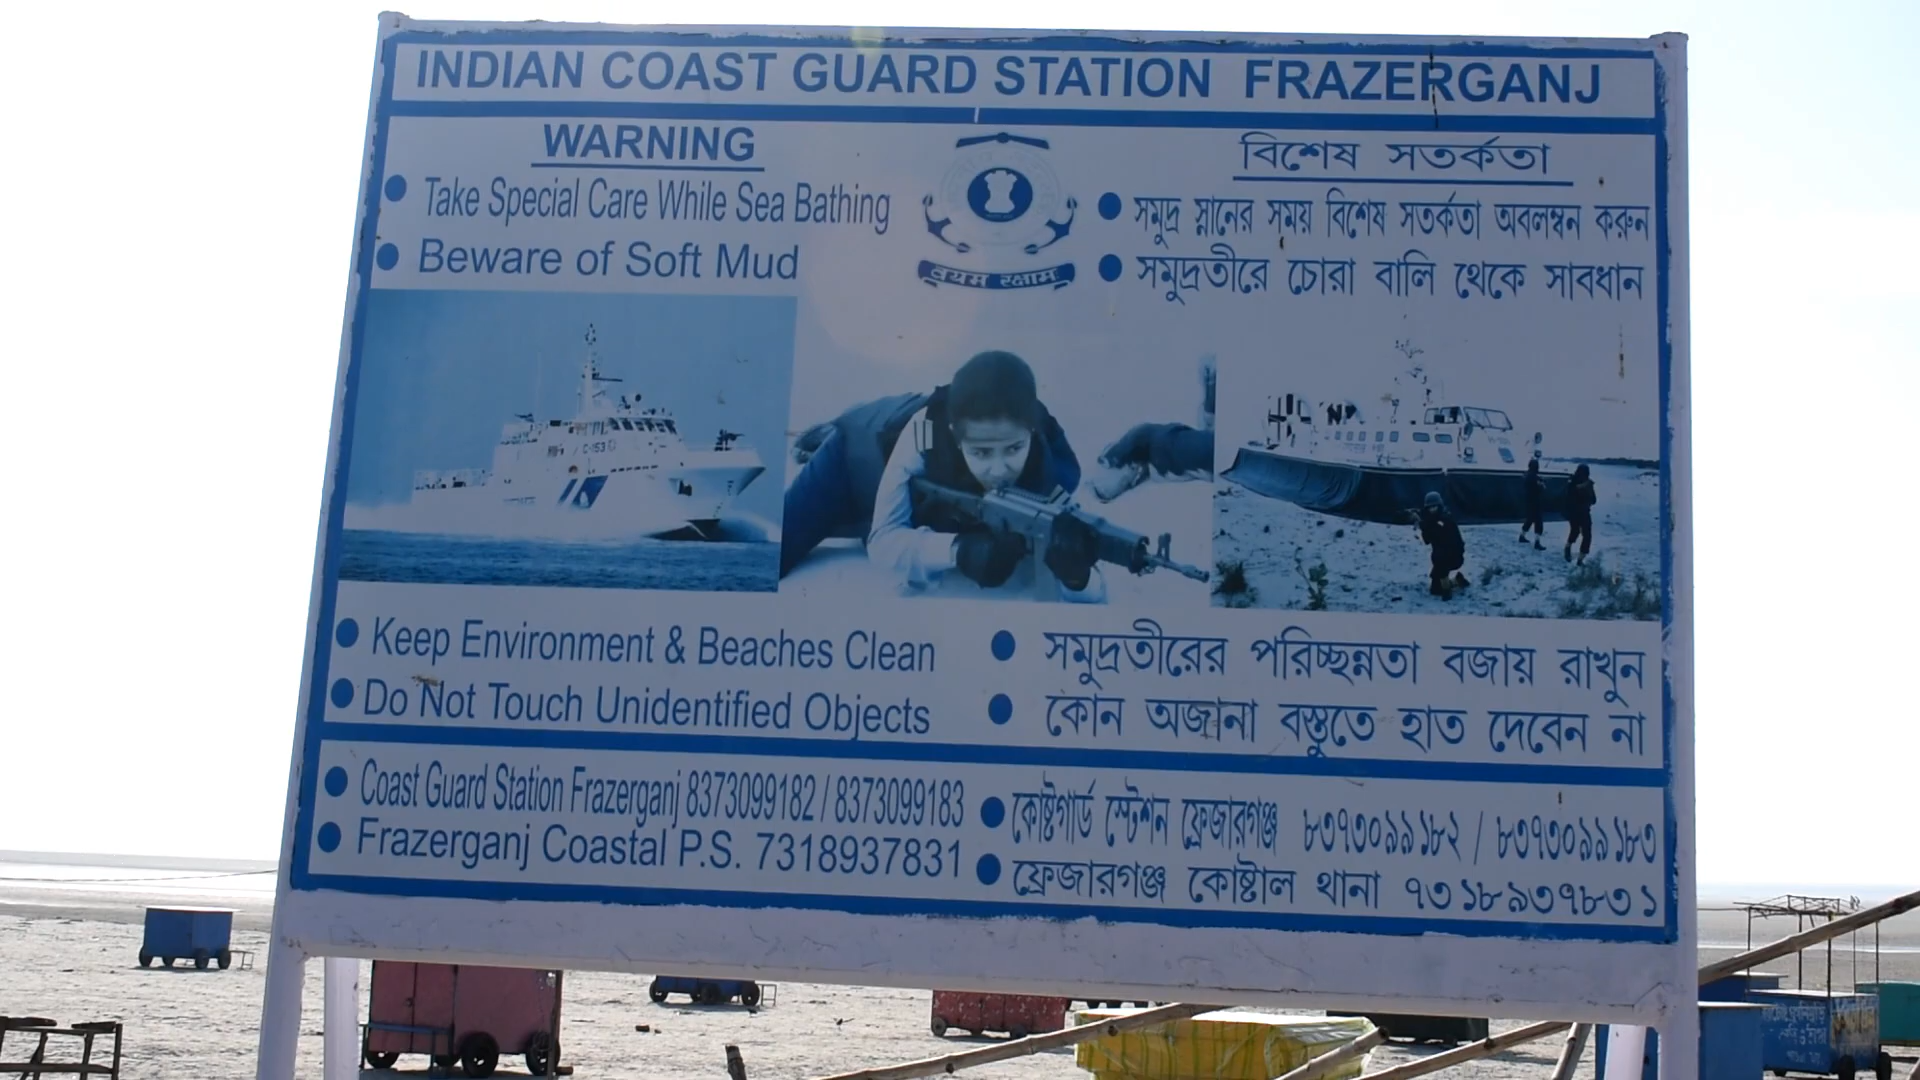 INDIAN COAST GUARD STATION FRAZERGANJ
WARNING
• Take Special Care While Sea Bathing
• Beware of Soft Mud
वयम रक्षामः
বিশেষ সতর্কতা
• সমুদ্র স্নানের সময় বিশেষ সতর্কতা অবলম্বন করুন
• সমুদ্রতীরে চোরা বালি থেকে সাবধান
C-153
• Keep Environment & Beaches Clean
• Do Not Touch Unidentified Objects
• সমুদ্রতীরের পরিচ্ছন্নতা বজায় রাখুন
• কোন অজানা বস্তুতে হাত দেবেন না
• Coast Guard Station Frazerganj 8373099182 / 8373099183
• Frazerganj Coastal P.S. 7318937831
• কোষ্টগার্ড স্টেশন ফ্রেজারগঞ্জ ৮৩৭৩০৯৯১৮২ / ৮৩৭৩০৯৯১৮৩
• ফ্রেজারগঞ্জ কোষ্টাল থানা ৭৩১৮৯৩৭৮৩১